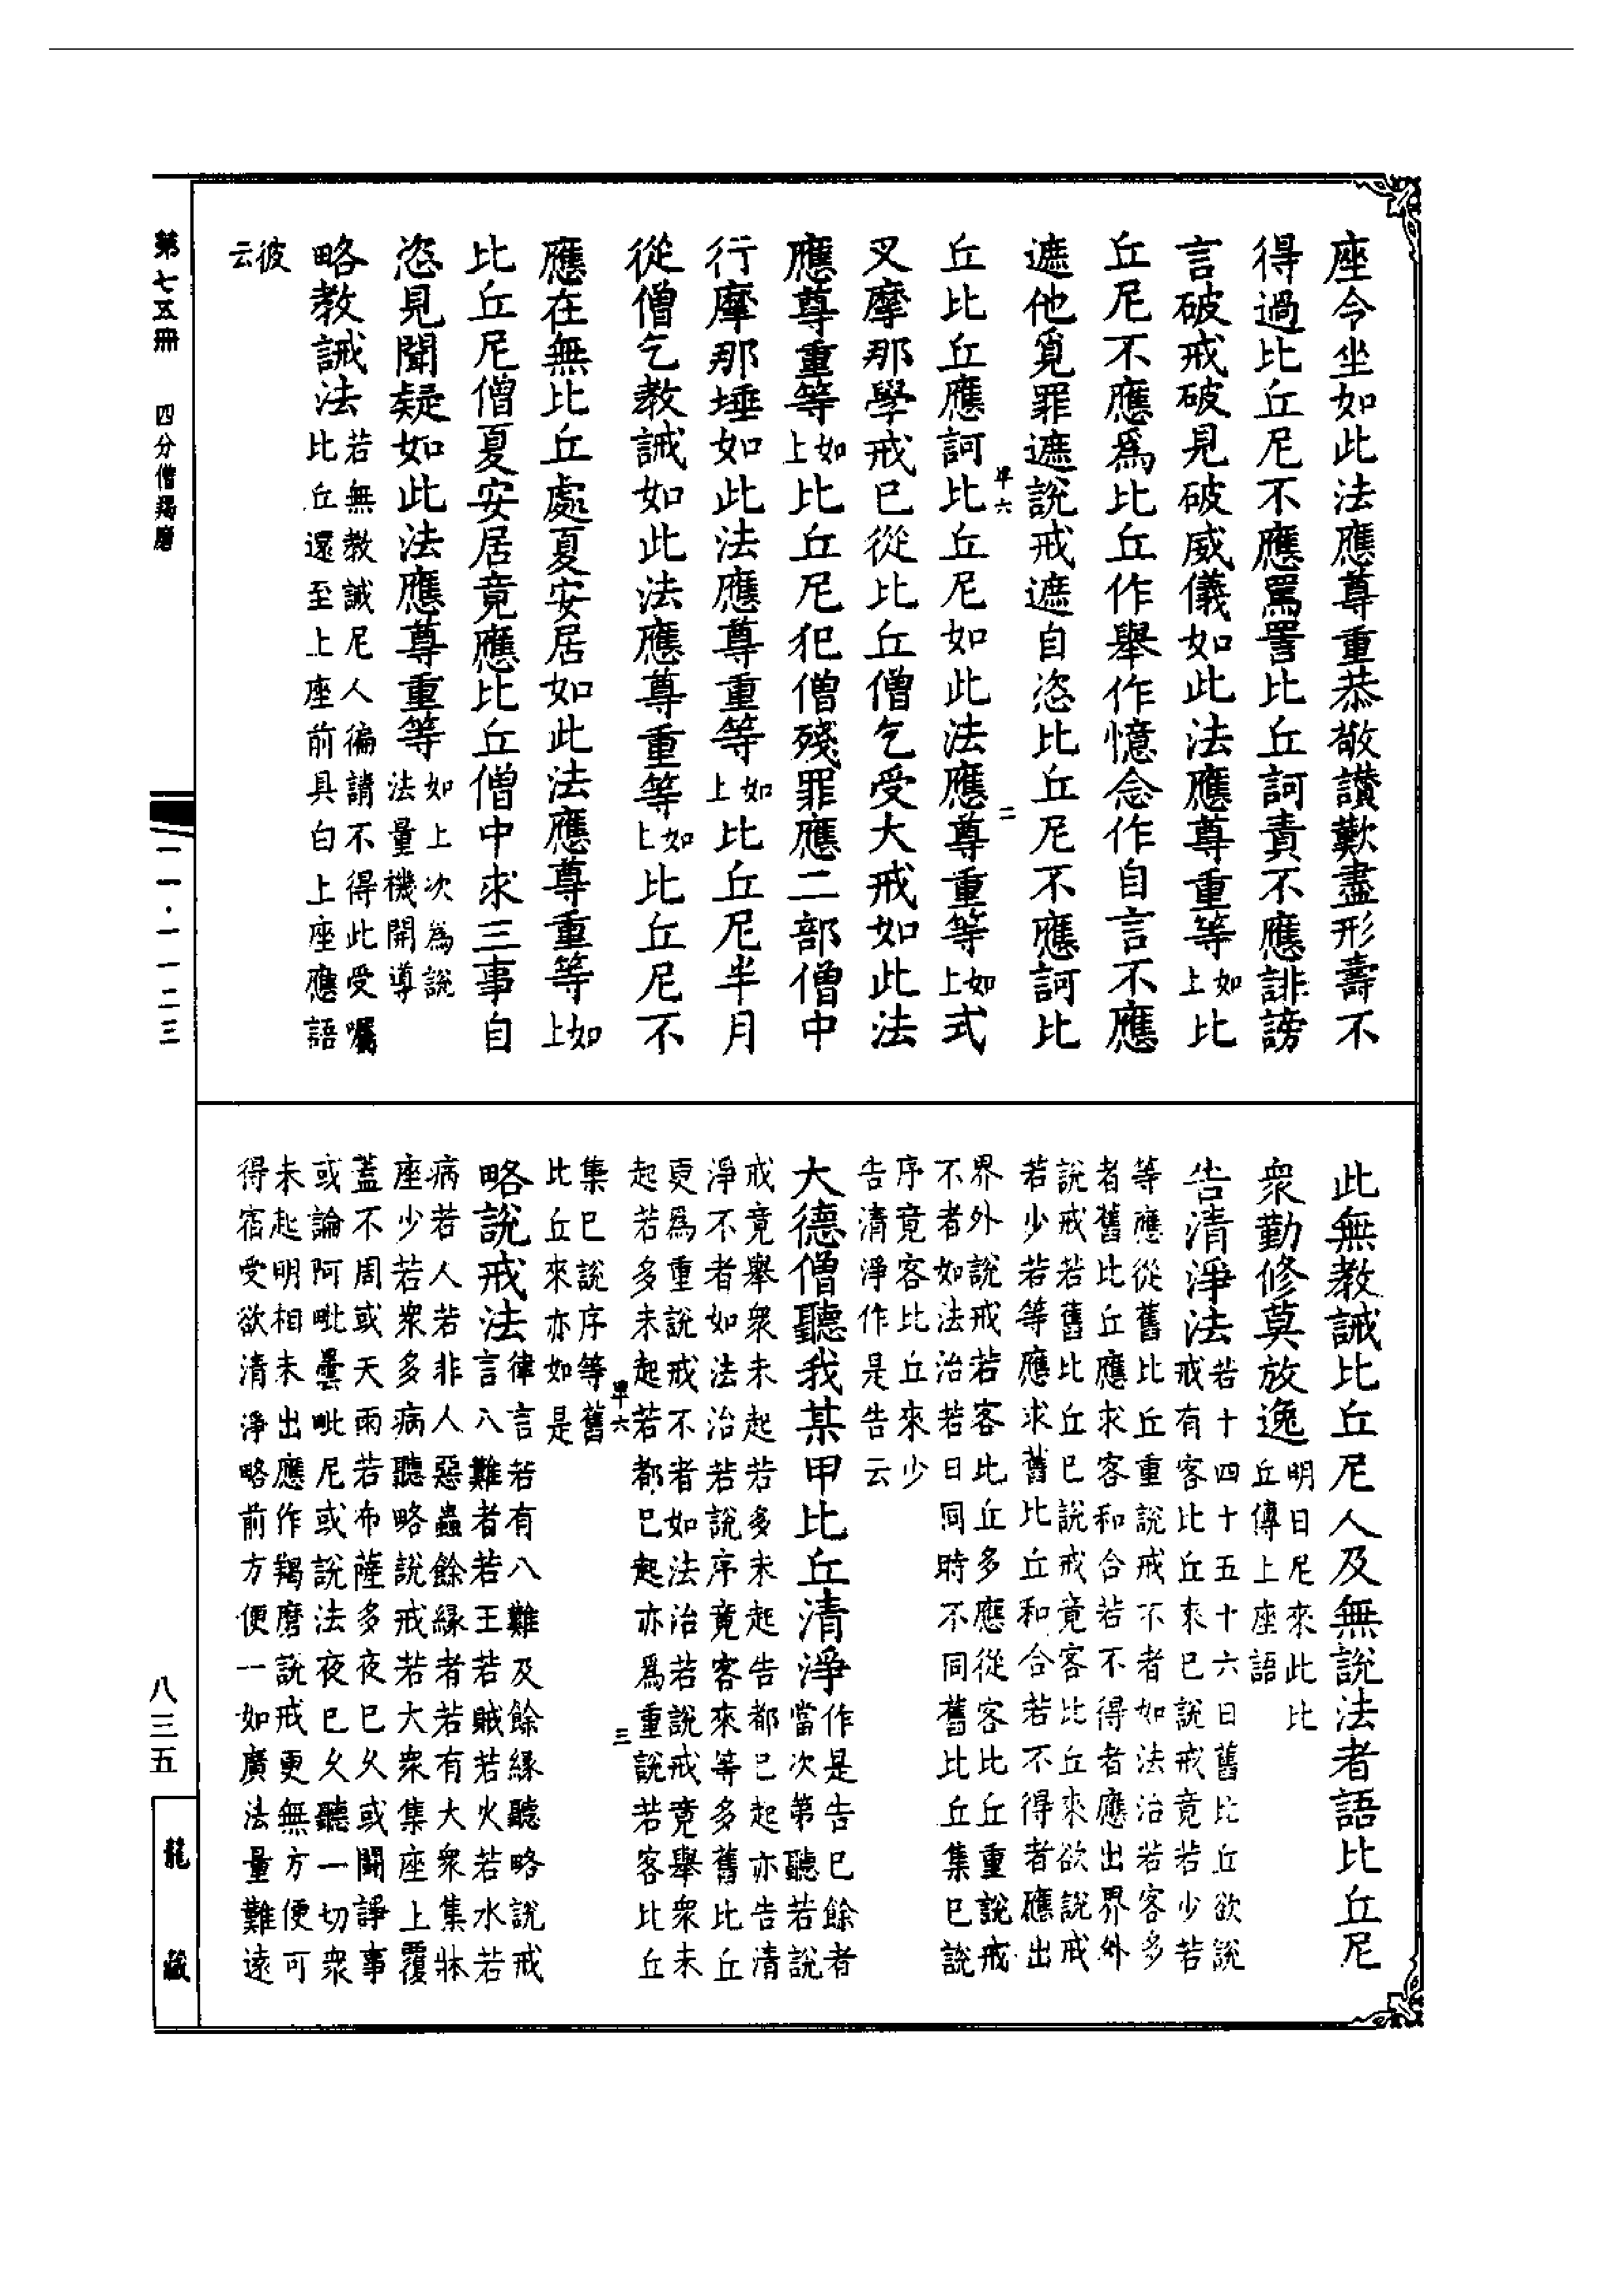 座令坐如此法應尊重恭敬讃歎盡形壽不
得過比丘尼不應罵詈比丘訶責不應誹謗
言破戒破見破威儀如此法應尊重等如上比
丘尼不應爲比丘作舉作憶念作自言不應
遮他覓罪遮說戒遮自恣比丘尼不應訶比
丘比丘應訶比丘尼如此法應尊重等如上式
叉摩那學戒已從比丘僧乞受大戒如此法
應尊重等如上比丘尼犯僧殘罪應二部僧中
行摩那埵如此法應尊重等如上比丘尼半月
從僧乞教誡如此法應尊重等如上比丘尼不
應在無比丘處夏安居如此法應尊重等如上
比丘尼僧夏安居竟應比丘僧中求三事自
恣見聞疑如此法應尊重等如上次為說
法量機開導
略教誡法若無教誡尼人徧請不得此受囑
比丘還至上座前具白上座應語
彼
云
此無教誡比丘尼人及無說法者語比丘尼
衆勤修莫放逸明日尼來此比
丘傳上座語
告清淨法若十四十五十六日舊比丘欲說
戒有客比丘來已說戒竟若少若
等應從舊比丘重說戒不者如法治若客多
者舊比丘應求客和合若不得者應出界外
說戒若舊比丘已說戒竟客比丘來欲說戒
若少若等應求舊比丘和合若不得者應出
界外說戒若客比丘多應從客比丘重說戒
不者如法治若日同時不同舊比丘集已說
序竟客比丘來少
告清淨作是告云
大德僧聽我某甲比丘清淨作是告已餘者
當次第聽若說
戒竟舉衆未起若多未起告都已起亦告清
淨不者如法治若說序竟客來等多舊比丘
更爲重說戒不者如法治若說戒竟舉衆未
起若多未起若都已起亦爲重說若客比丘
集已說序等舊
比丘來亦如是
略說戒法律言若有八難及餘緣聽略說戒
言八難者若王若賊若火若水若
病若人若非人惡蟲餘緣者若有大衆集牀
座少若衆多病聽略說戒若大衆集座上覆
蓋不周或天雨若布薩多夜已久或鬬諍事
或論阿毗曇毗尼或說法夜已久聽一切衆
未起明相未出應作羯磨說戒更無方便可
得宿受欲清淨略前方便一如廣法量難遠
第七五冊
四分僧羯磨
一一·一一二三
八三五
龍藏
卑六
二
卑六
三